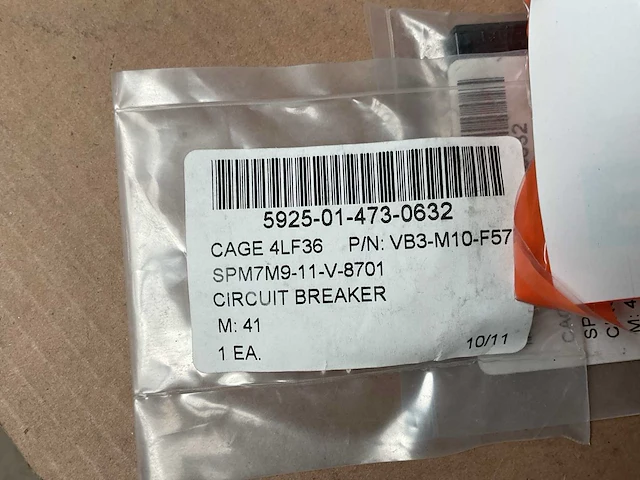 5925-01-473-0632
CAGE 4LF36 P/N: VB3-M10-F57
SPM7M9-11-V-8701
CIRCUIT BREAKER
M: 41
1 EA.
10/11